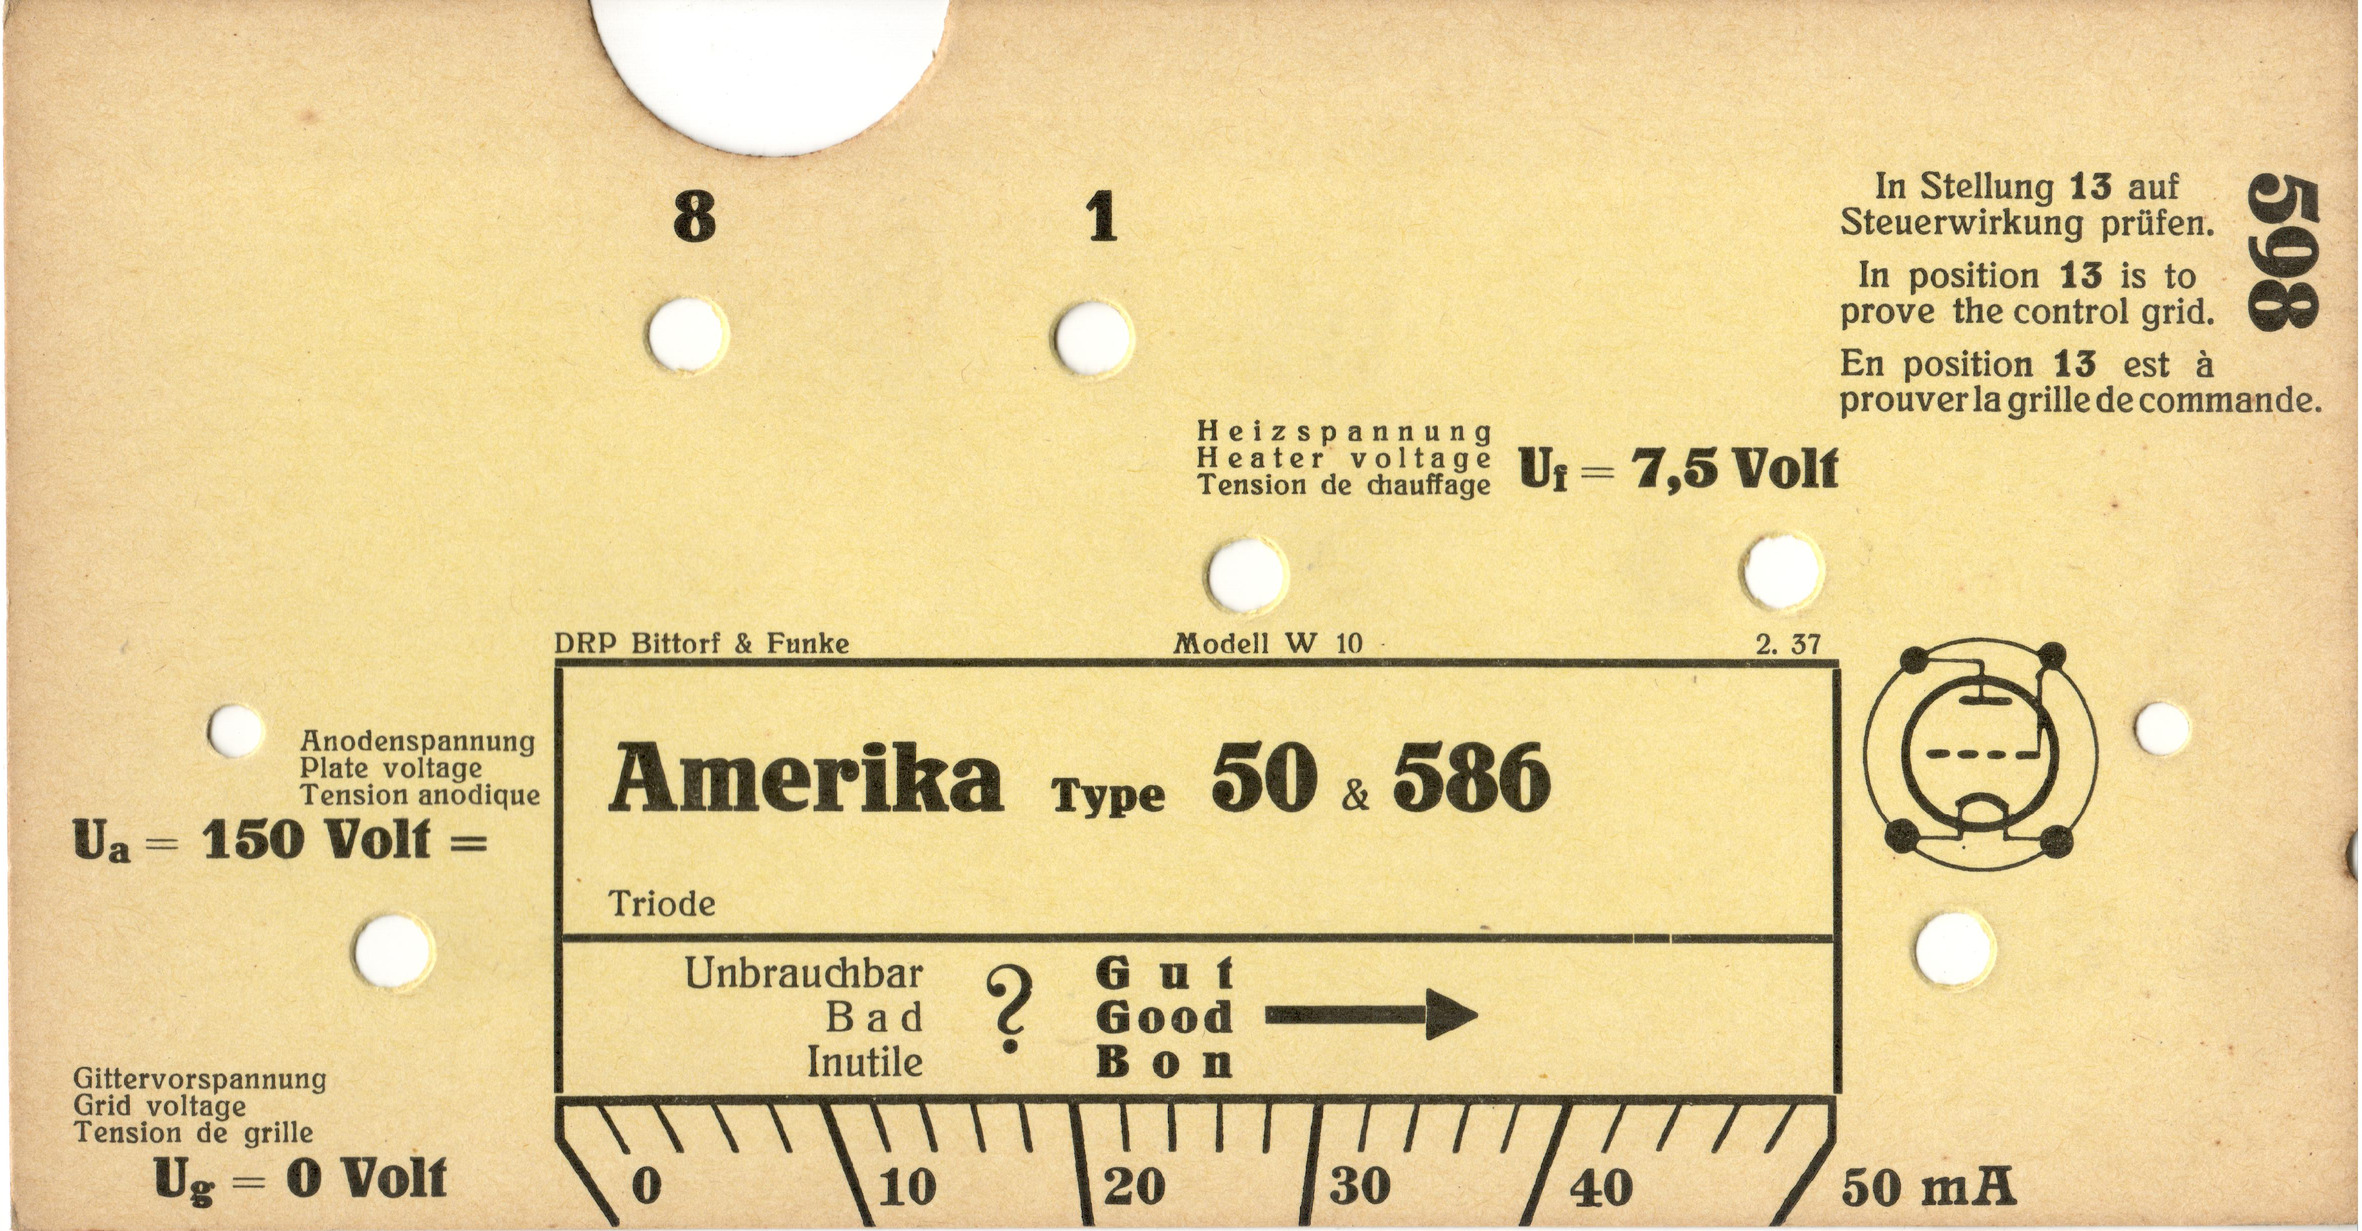 8
1
In Stellung 13 auf
Steuerwirkung prüfen.
In position 13 is to
prove the control grid.
En position 13 est à
prouver la grille de commande.
598
Heizspannung
Heater voltage
Tension de chauffage
Uf = 7,5 Volt
DRP Bittorf & Funke
Modell W 10
2. 37
Anodenspannung
Plate voltage
Tension anodique
Ua = 150 Volt =
Amerika Type 50 & 586
Triode
Unbrauchbar
Bad
Inutile
?
Gut
Good
Bon
Gittervorspannung
Grid voltage
Tension de grille
Ug = 0 Volt
0 10 20 30 40 50 mA